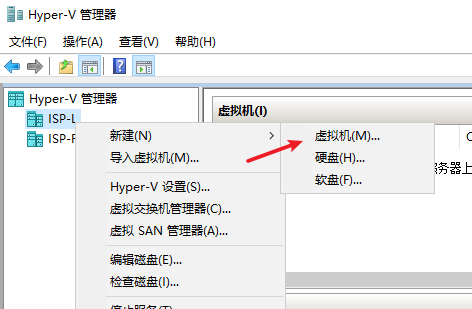 Hyper-V 管理器
文件(F) 操作(A) 查看(V) 帮助(H)
Hyper-V 管理器
ISP-L
ISP-F
虚拟机(I)
新建(N)
导入虚拟机(M)...
Hyper-V 设置(S)...
虚拟交换机管理器(C)...
虚拟 SAN 管理器(A)...
编辑磁盘(E)...
检查磁盘(I)...
虚拟机(M)...
硬盘(H)...
软盘(F)...
服务器上